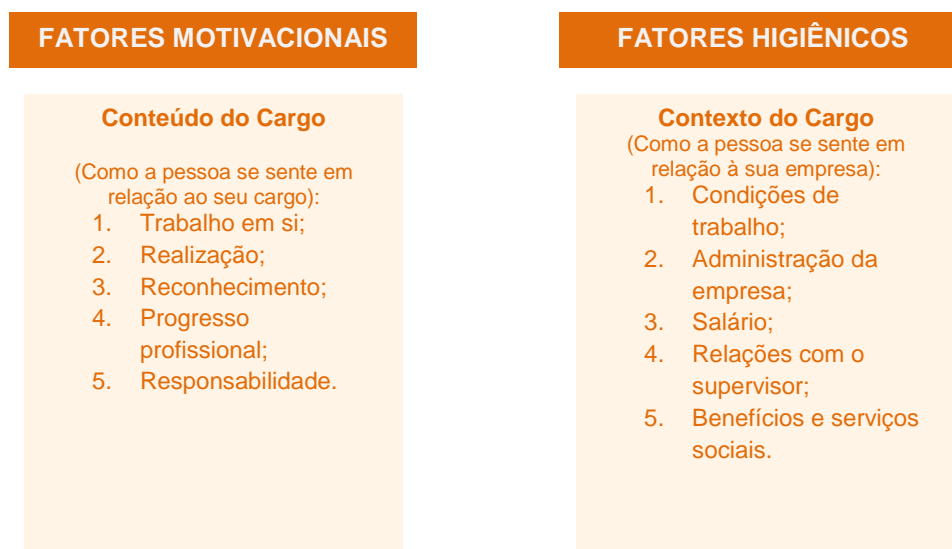 FATORES MOTIVACIONAIS
Conteúdo do Cargo
(Como a pessoa se sente em
relação ao seu cargo):
1. Trabalho em si;
2. Realização;
3. Reconhecimento;
4. Progresso
profissional;
5. Responsabilidade.
FATORES HIGIÊNICOS
Contexto do Cargo
(Como a pessoa se sente em
relação à sua empresa):
1. Condições de
trabalho;
2. Administração da
empresa;
3. Salário;
4. Relações com o
supervisor;
5. Benefícios e serviços
sociais.